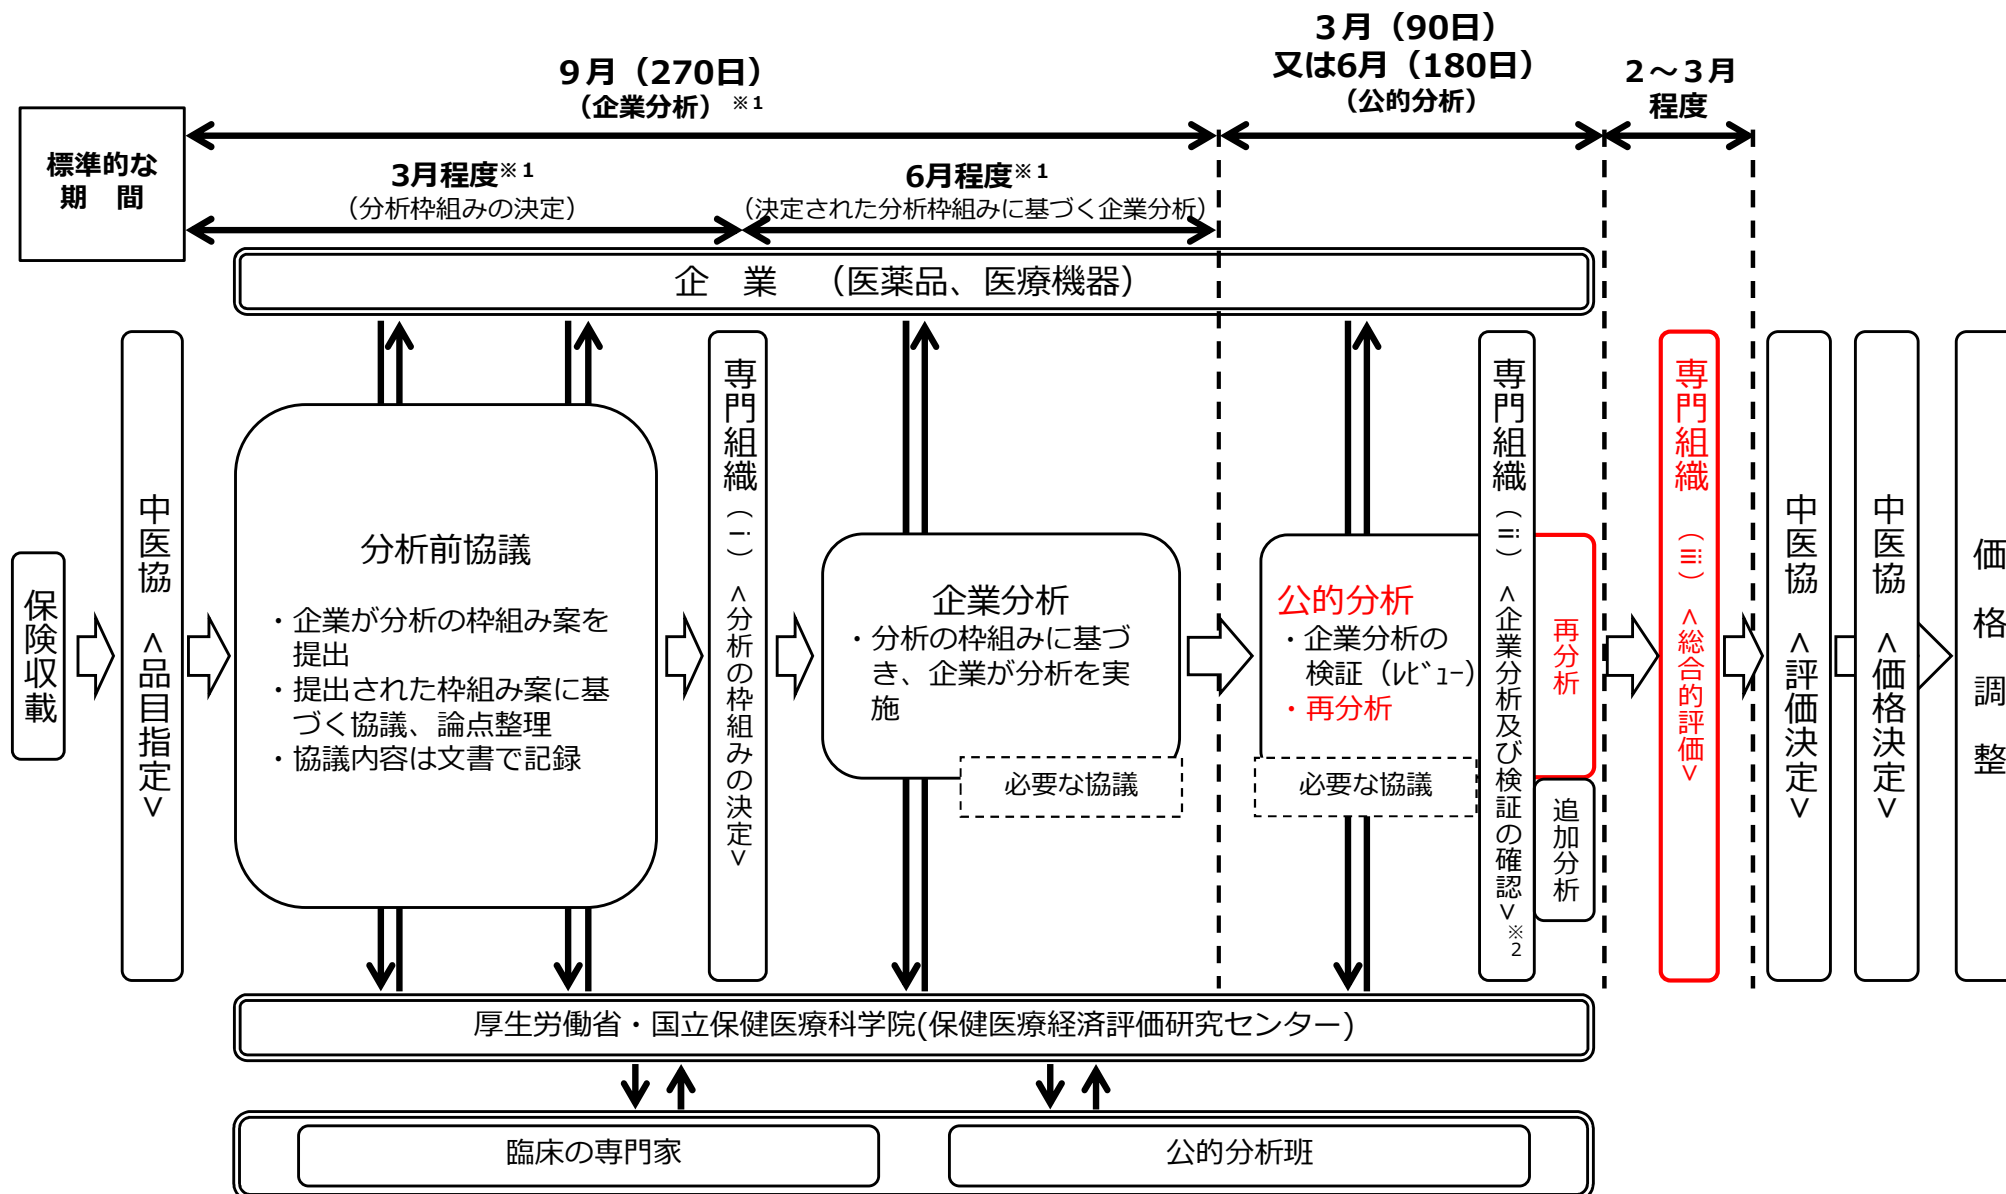 ９月（270日）
（企業分析）※1
３月（90日）
又は6月（180日）
（公的分析）
２～３月
程度
標準的な
期　間
3月程度※1
（分析枠組みの決定）
6月程度※1
（決定された分析枠組みに基づく企業分析）
企　業　（医薬品、医療機器）
保険収載
中医協　<品目指定>
分析前協議
・企業が分析の枠組み案を
提出
・提出された枠組み案に基
づく協議、論点整理
・協議内容は文書で記録
専門組織（ⅰ）<分析の枠組みの決定>
企業分析
・分析の枠組みに基づ
き、企業が分析を実
施
必要な協議
公的分析
・企業分析の
検証（ﾚﾋﾞｭｰ）
・再分析
必要な協議
専門組織（ⅱ）<企業分析及び検証の確認>※2
再分析
追加分析
専門組織　（ⅲ）<総合的評価>
中医協　<評価決定>
中医協　<価格決定>
価格調整
厚生労働省・国立保健医療科学院(保健医療経済評価研究センター)
臨床の専門家
公的分析班